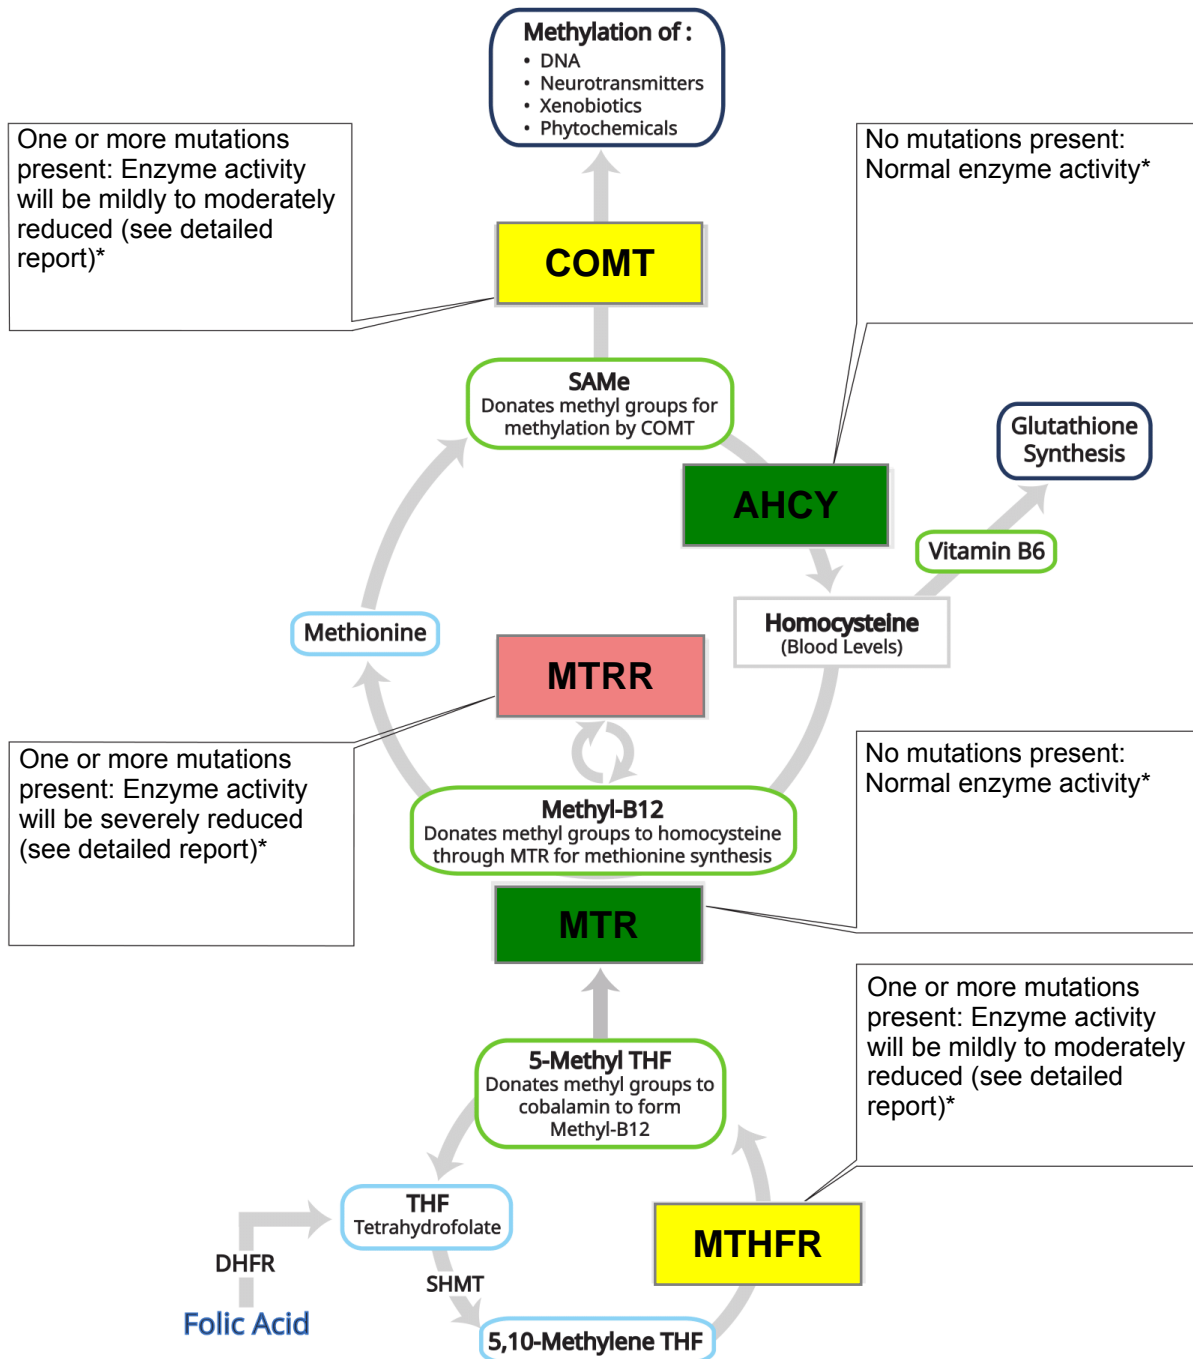 Methylation of :
• DNA
• Neurotransmitters
• Xenobiotics
• Phytochemicals
One or more mutations
present: Enzyme activity
will be mildly to moderately
reduced (see detailed
report)*
No mutations present:
Normal enzyme activity*
COMT
SAMe
Donates methyl groups for
methylation by COMT
Glutathione
Synthesis
AHCY
Vitamin B6
Methionine
Homocysteine
(Blood Levels)
MTRR
One or more mutations
present: Enzyme activity
will be severely reduced
(see detailed report)*
No mutations present:
Normal enzyme activity*
Methyl-B12
Donates methyl groups to homocysteine
through MTR for methionine synthesis
MTR
One or more mutations
present: Enzyme activity
will be mildly to moderately
reduced (see detailed
report)*
5-Methyl THF
Donates methyl groups to
cobalamin to form
Methyl-B12
THF
Tetrahydrofolate
MTHFR
DHFR
SHMT
Folic Acid
5,10-Methylene THF